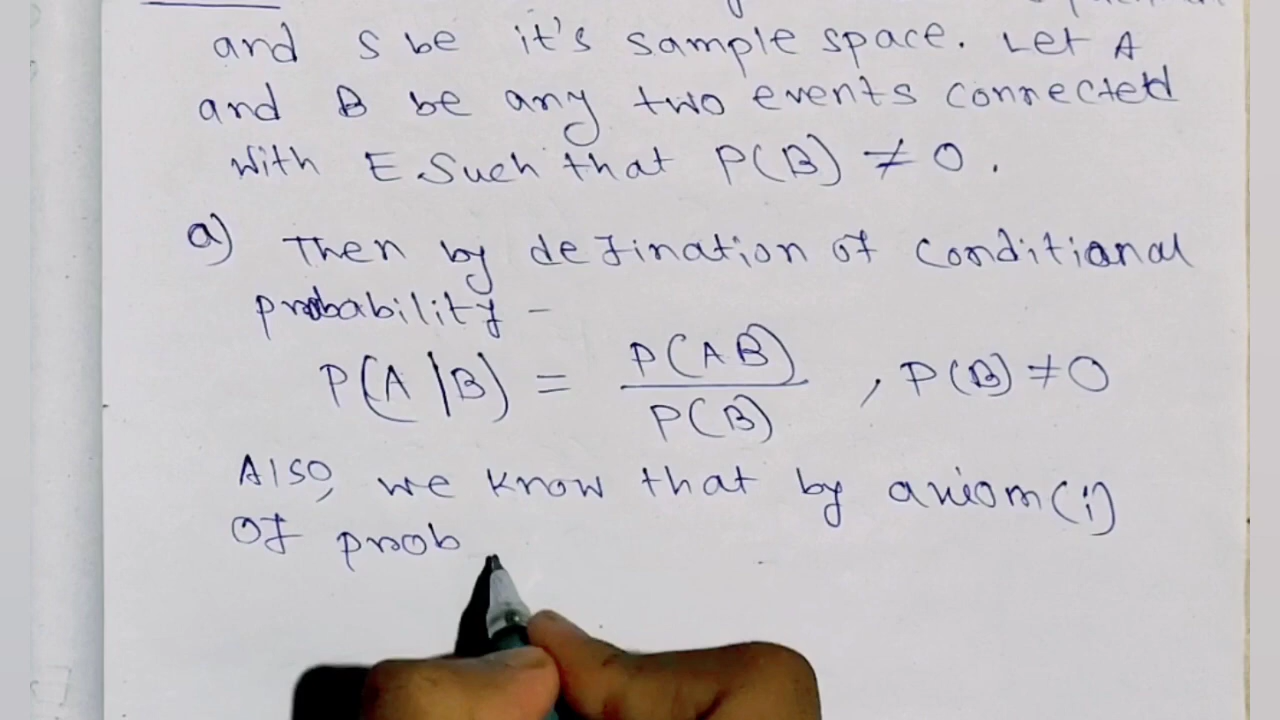 and S be it's sample space. Let A
and B be any two events connected
with E such that P(B) ≠ 0.
a) Then by defination of conditional
probability -
P(A|B) = P(AB) / P(B) , P(B) ≠ 0
Also, we know that by axiom (i)
of prob